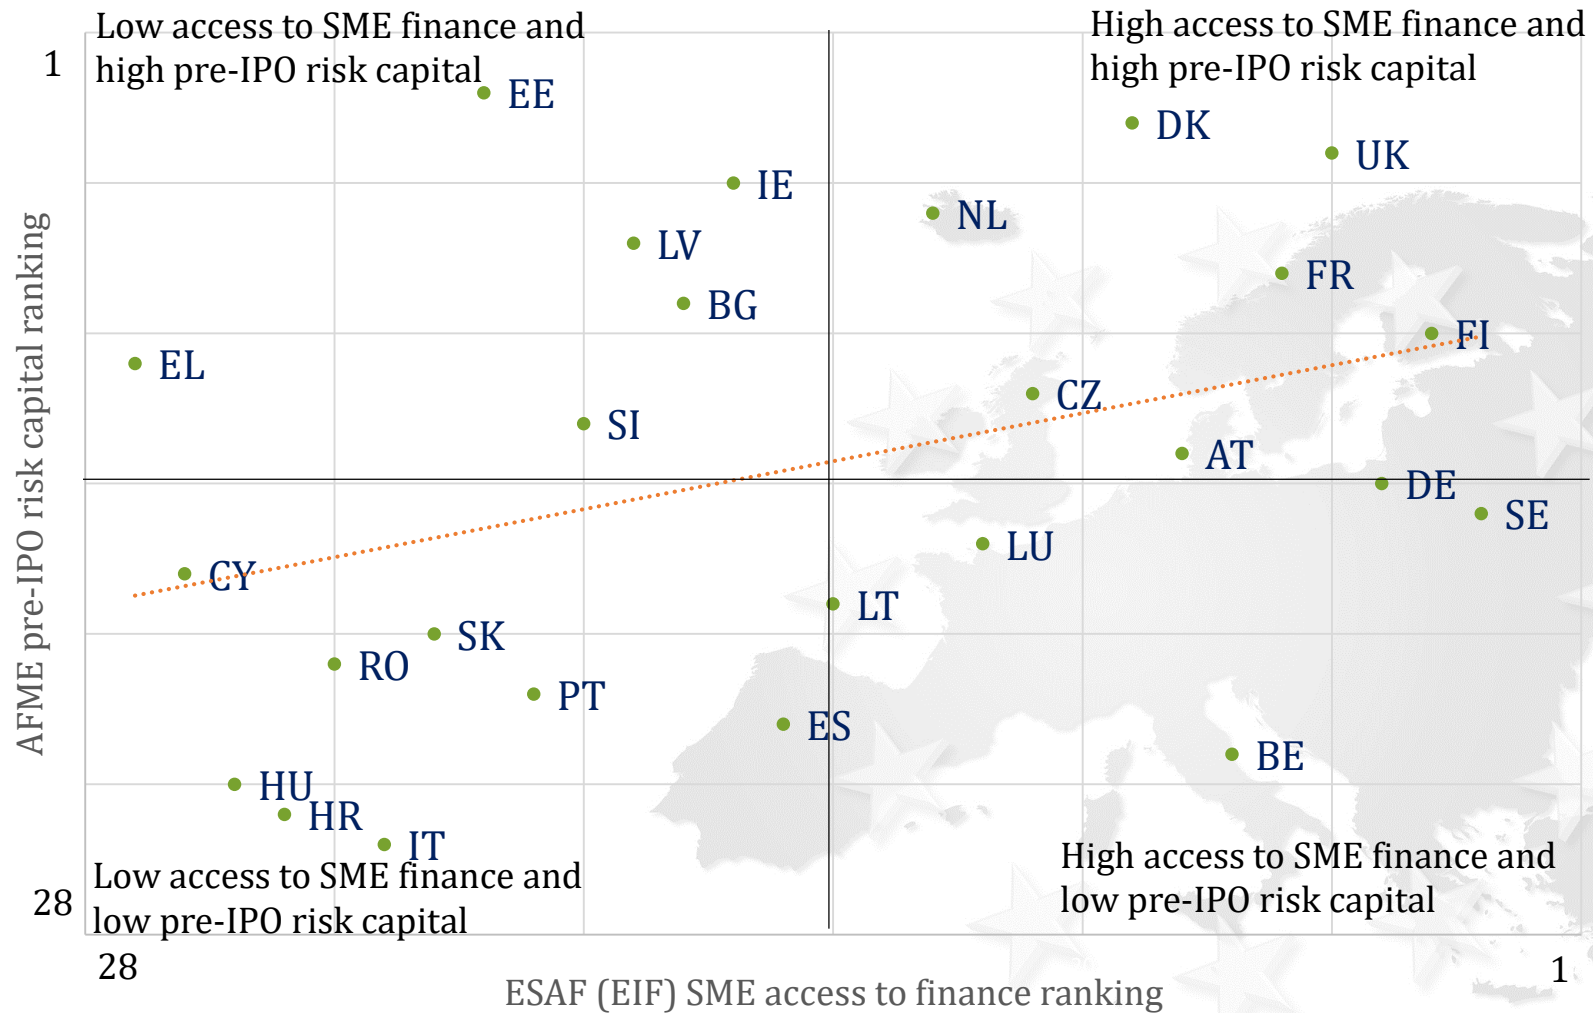 Low access to SME finance and
high pre-IPO risk capital
High access to SME finance and
high pre-IPO risk capital
1
EE
DK
UK
IE
NL
LV
FR
BG
FI
EL
CZ
SI
AT
DE
SE
LU
CY
LT
SK
RO
PT
ES
BE
HU
HR
IT
Low access to SME finance and
low pre-IPO risk capital
High access to SME finance and
low pre-IPO risk capital
28
28
1
AFME pre-IPO risk capital ranking
ESAF (EIF) SME access to finance ranking